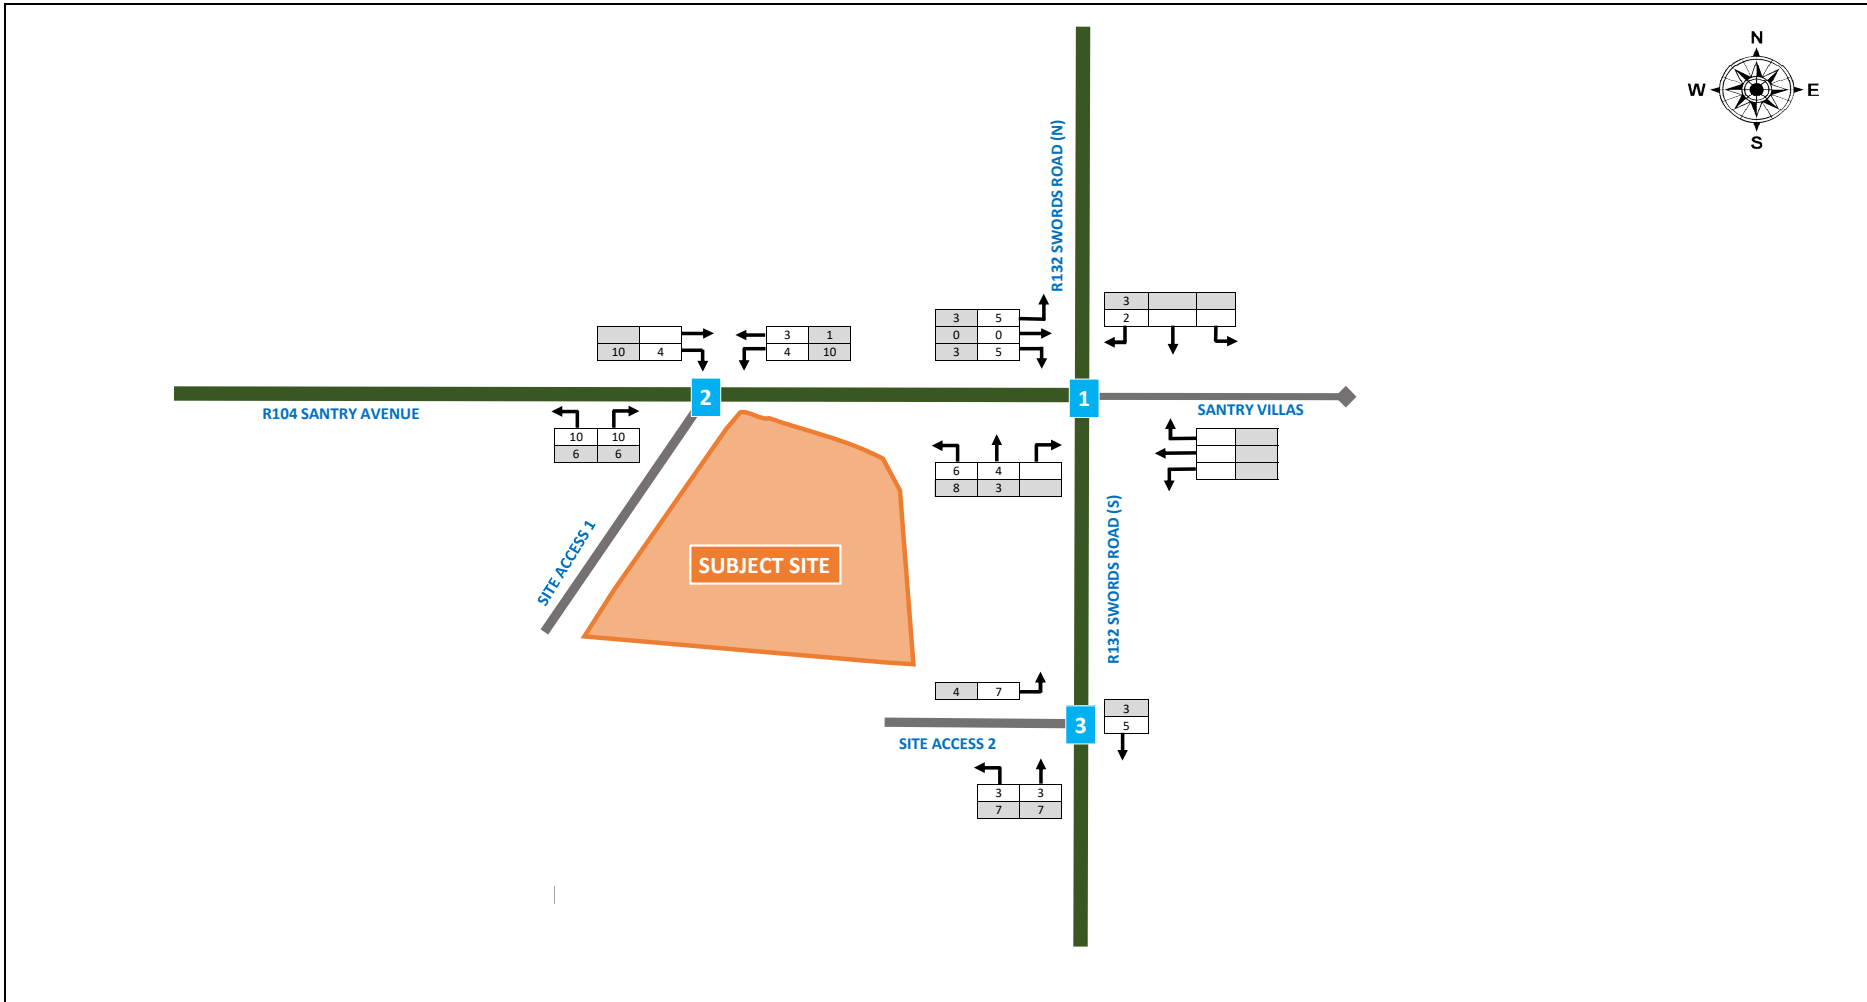 N
W E
S
R132 SWORDS ROAD (N)
3
2
3 5
0 0
3 5
10 4
3 1
4 10
2
1
R104 SANTRY AVENUE
SANTRY VILLAS
10 10
6 6
6 4
8 3
SITE ACCESS 1
SUBJECT SITE
R132 SWORDS ROAD (S)
4 7
3
5
3
SITE ACCESS 2
3 3
7 7